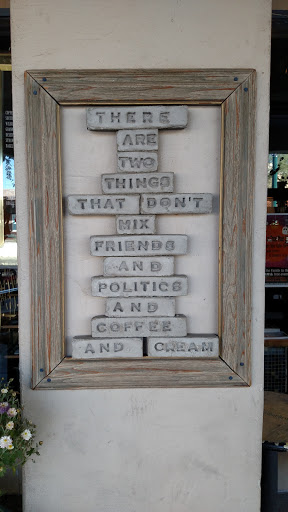 THERE
ARE
TWO
THINGS
THAT DON'T
MIX
FRIENDS
AND
POLITICS
AND
COFFEE
AND CREAM